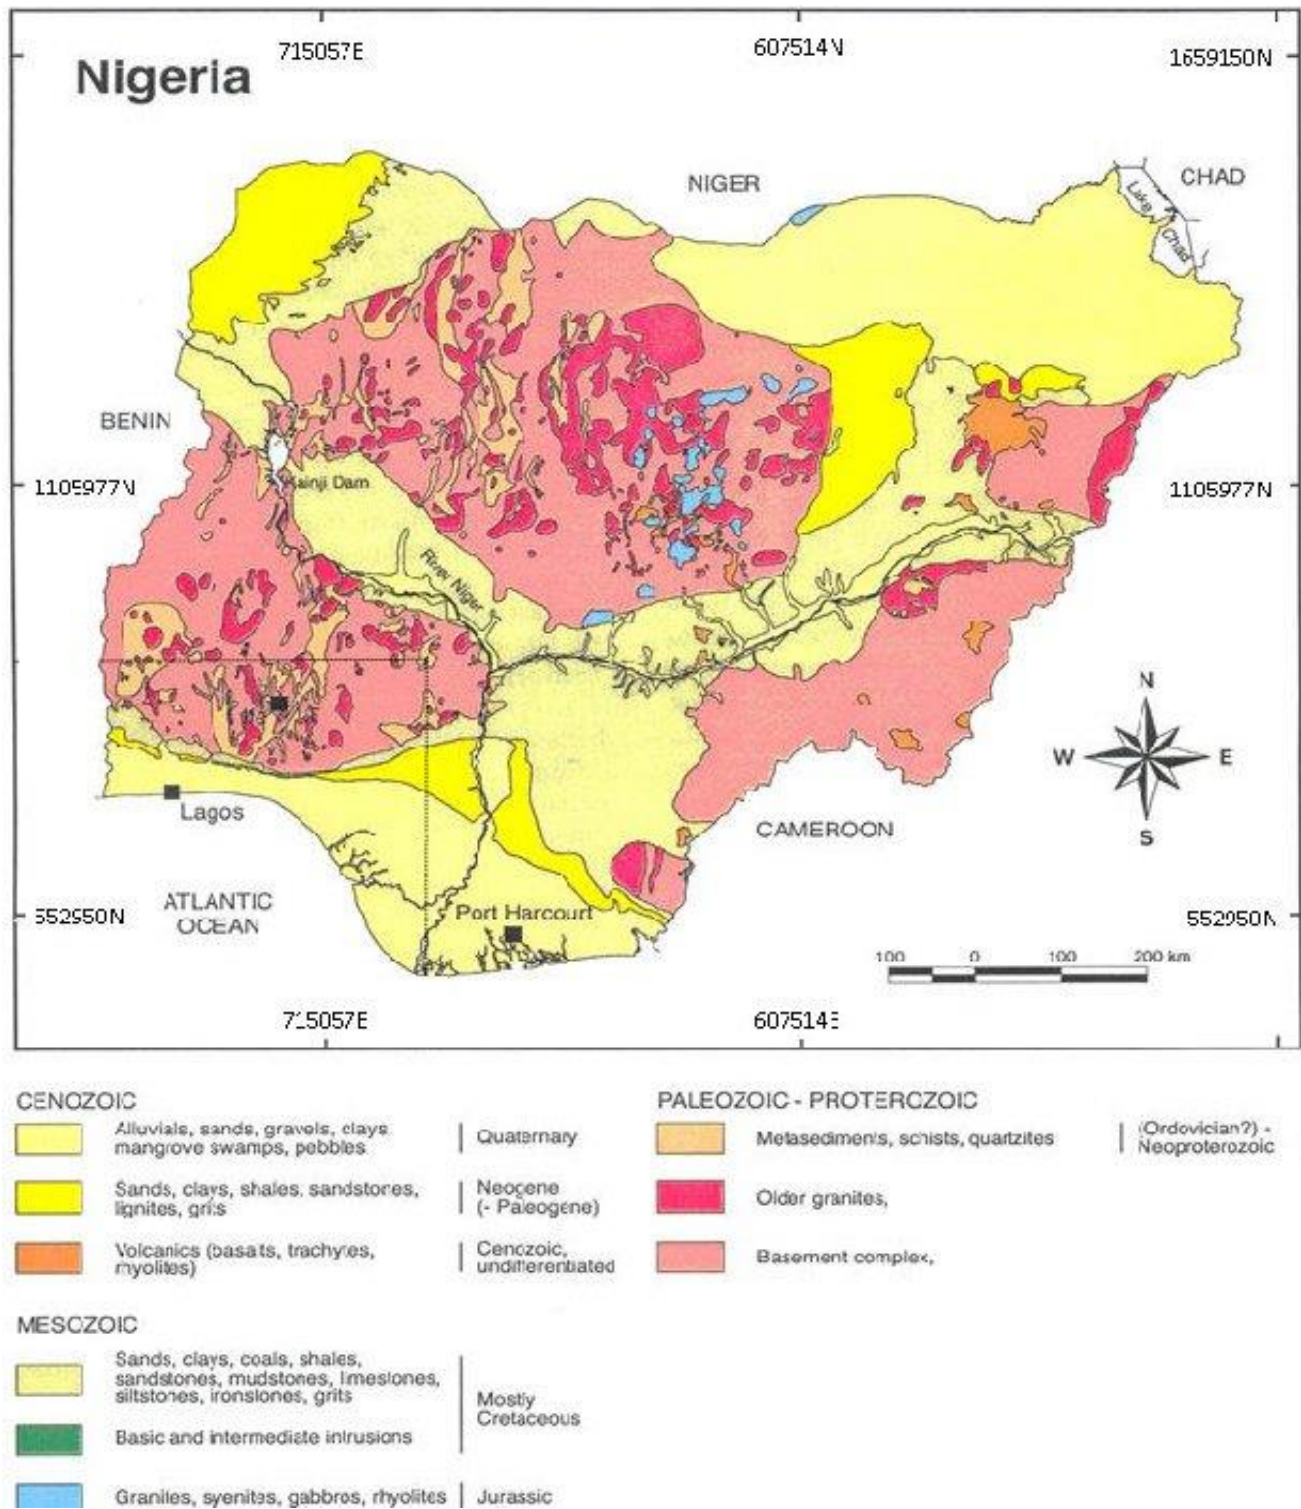 715057E
607514N
1659150N
Nigeria
NIGER
CHAD
Lake
Chad
BENIN
1105977N
Kainji Dam
1105977N
River Niger
N
W
E
S
Lagos
CAMEROON
ATLANTIC
OCEAN
Port Harcourt
552950N
552950N
100 0 100 200 km
715057E
607514E
CENOZOIC
Alluvials, sands, gravels, clays
mangrove swamps, pebbles
Quaternary
Sands, clays, shales, sandstones,
lignites, grits
Neogene
(- Paleogene)
Volcanics (basalts, trachytes,
rhyolites)
Cenozoic,
undifferentiated
PALEOZOIC - PROTEROZOIC
Metasediments, schists, quartzites
(Ordovician?) -
Neoproterozoic
Older granites,
Basement complex,
MESOZOIC
Sands, clays, coals, shales,
sandstones, mudstones, limestones,
siltstones, ironstones, grits
Mostly
Cretaceous
Basic and intermediate intrusions
Granites, syenites, gabbros, rhyolites
Jurassic